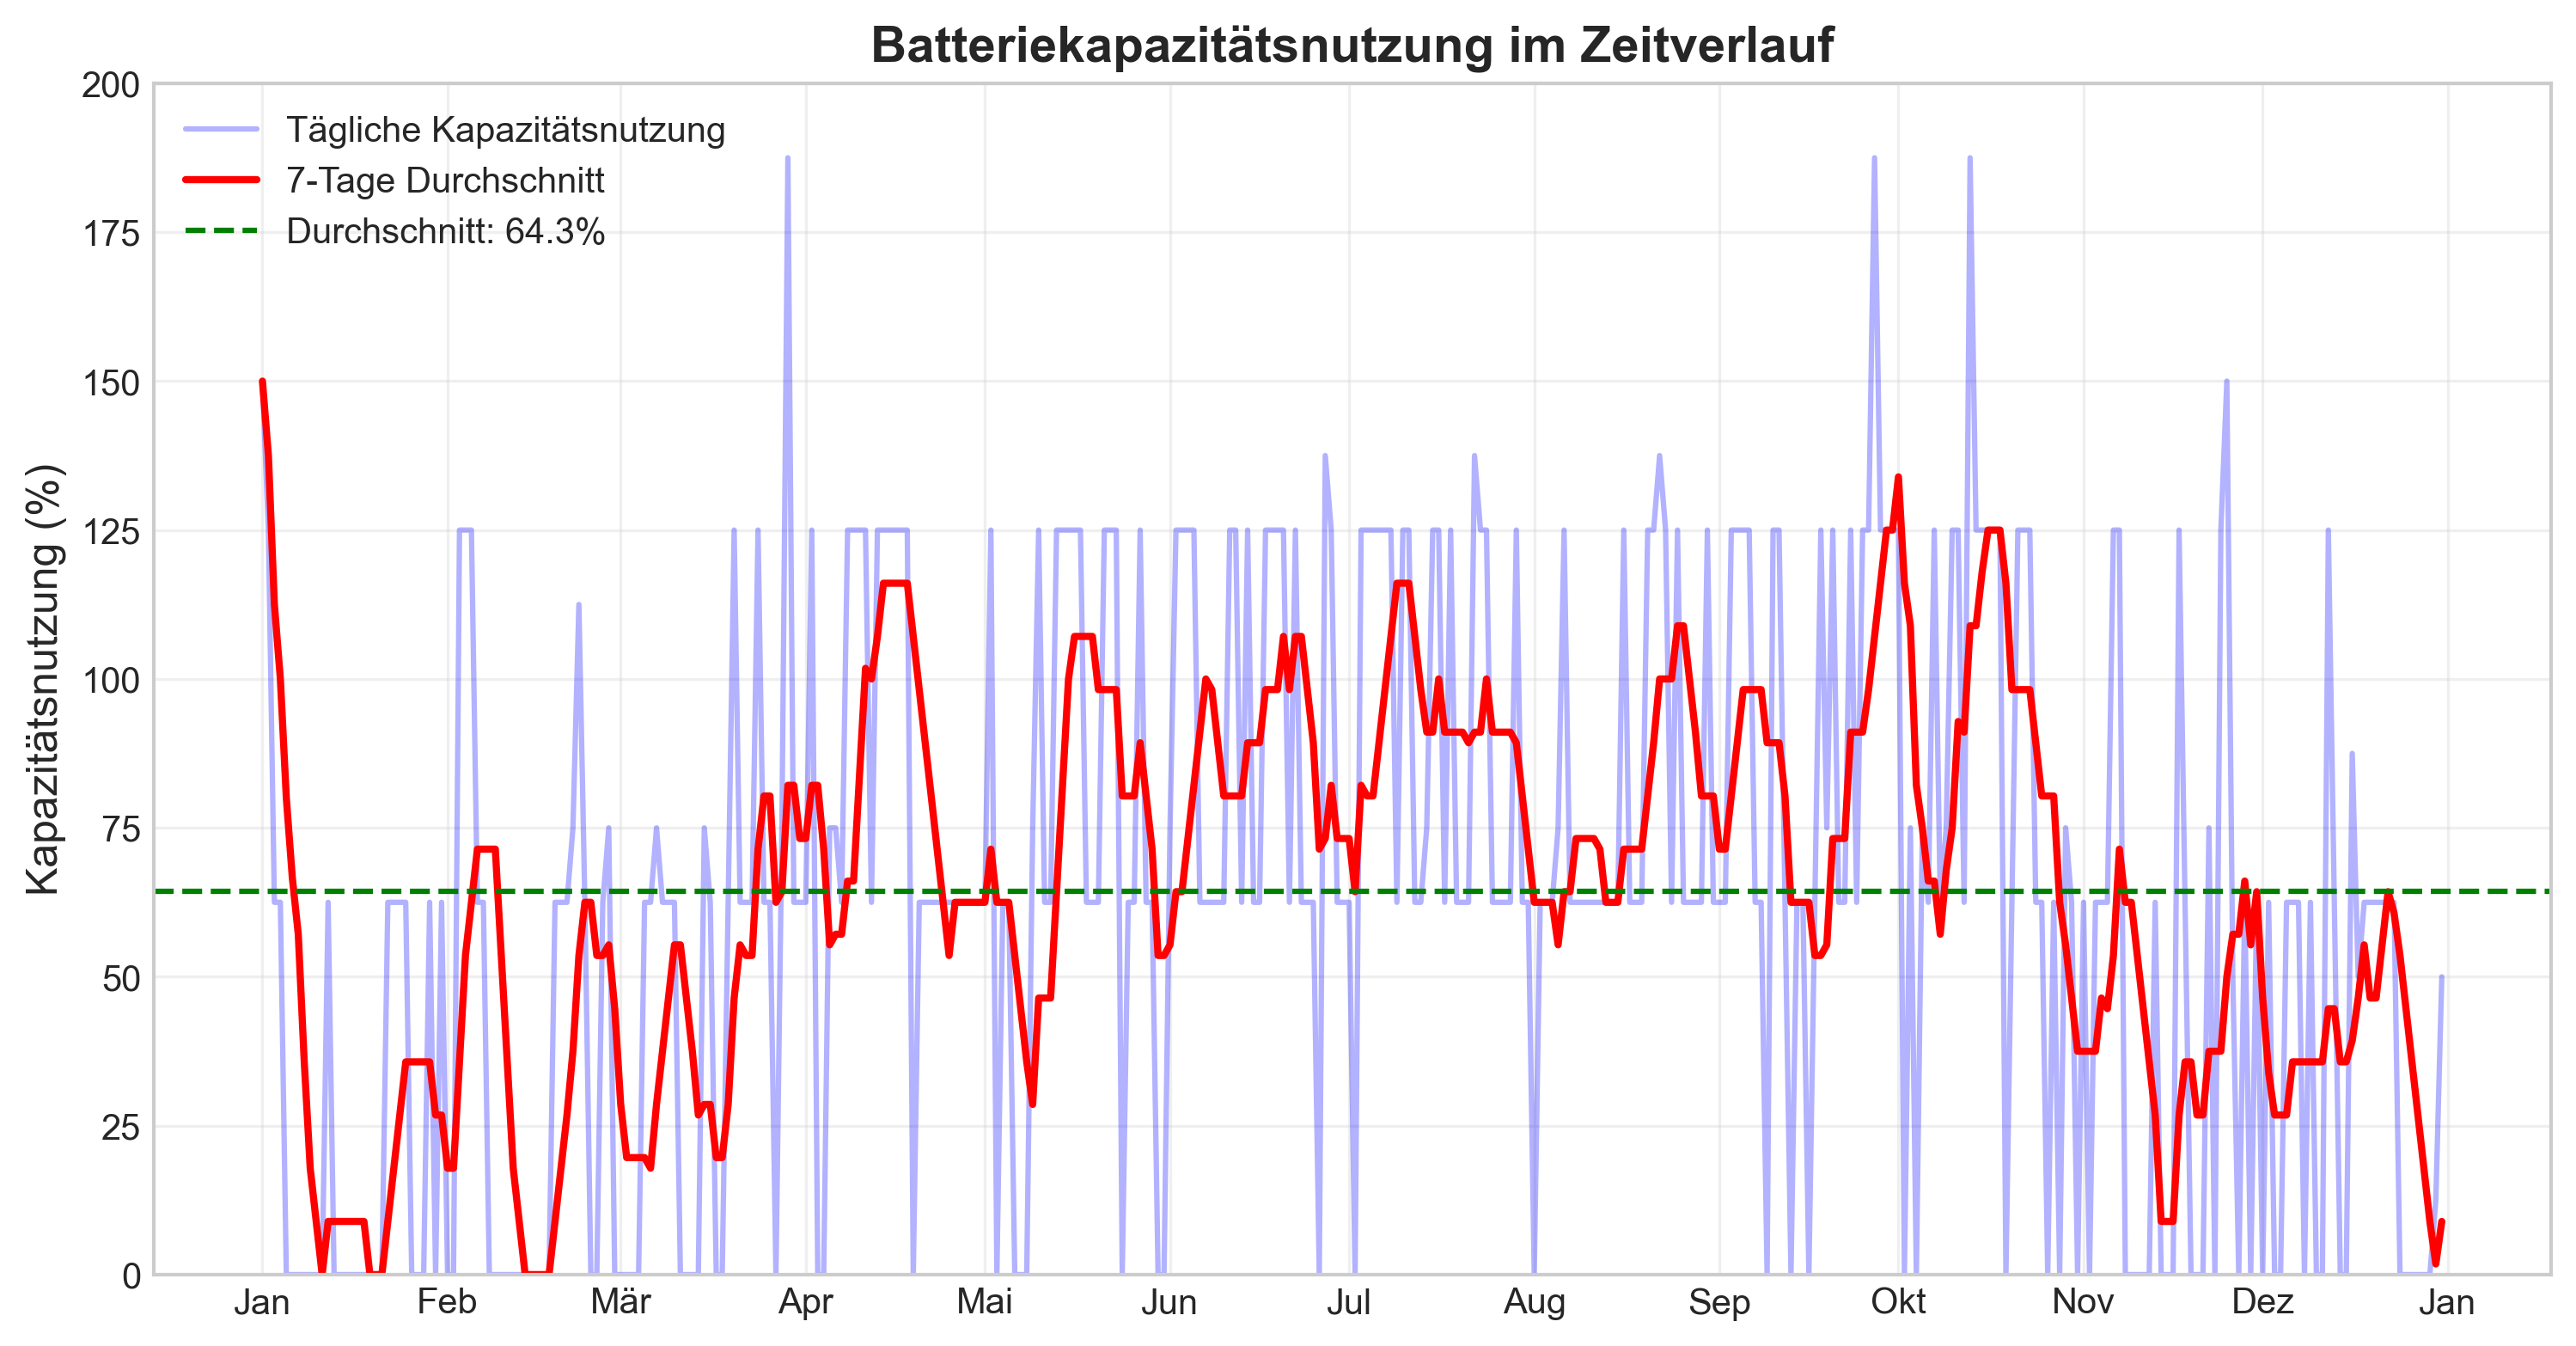 Batteriekapazitätsnutzung im Zeitverlauf
Tägliche Kapazitätsnutzung
7-Tage Durchschnitt
Durchschnitt: 64.3%
Kapazitätsnutzung (%)
200
175
150
125
100
75
50
25
0
Jan Feb Mär Apr Mai Jun Jul Aug Sep Okt Nov Dez Jan